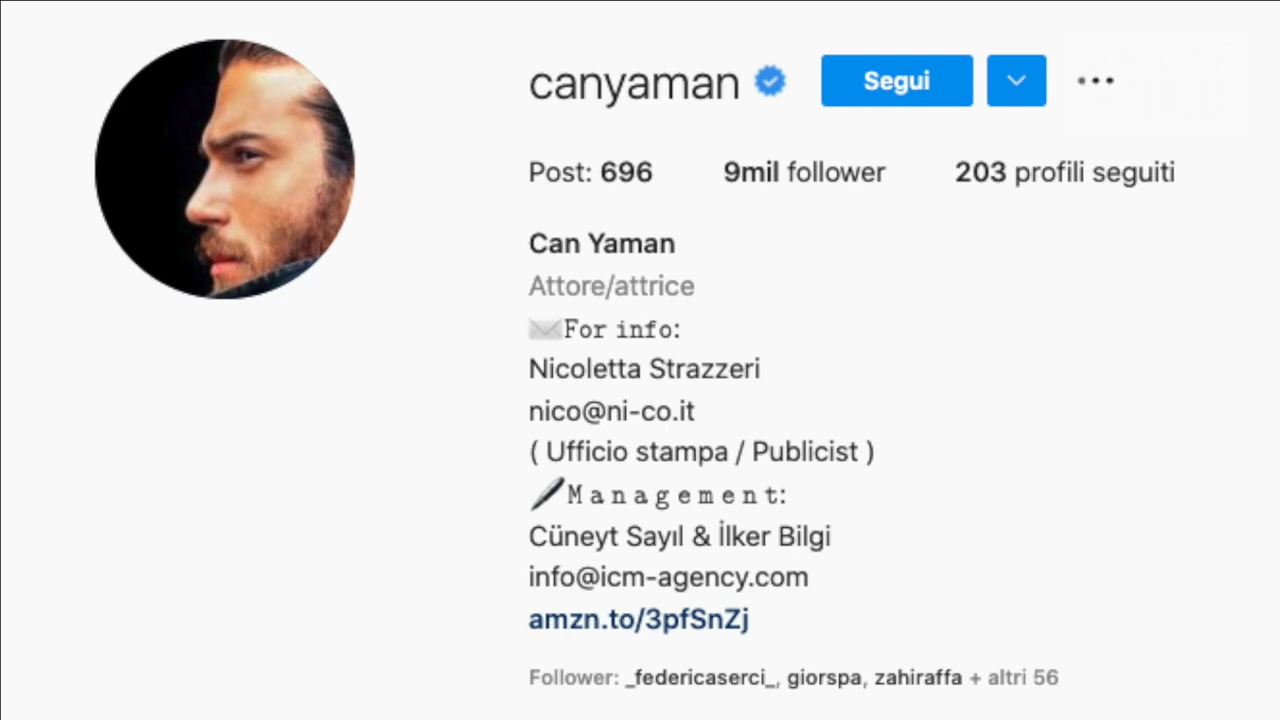 canyaman Segui
Post: 696 9mil follower 203 profili seguiti
Can Yaman
Attore/attrice
✉️For info:
Nicoletta Strazzeri
nico@ni-co.it
( Ufficio stampa / Publicist )
🖋️M a n a g e m e n t:
Cüneyt Sayıl & İlker Bilgi
info@icm-agency.com
amzn.to/3pfSnZj
Follower: _federicaserci_, giorspa, zahiraffa + altri 56